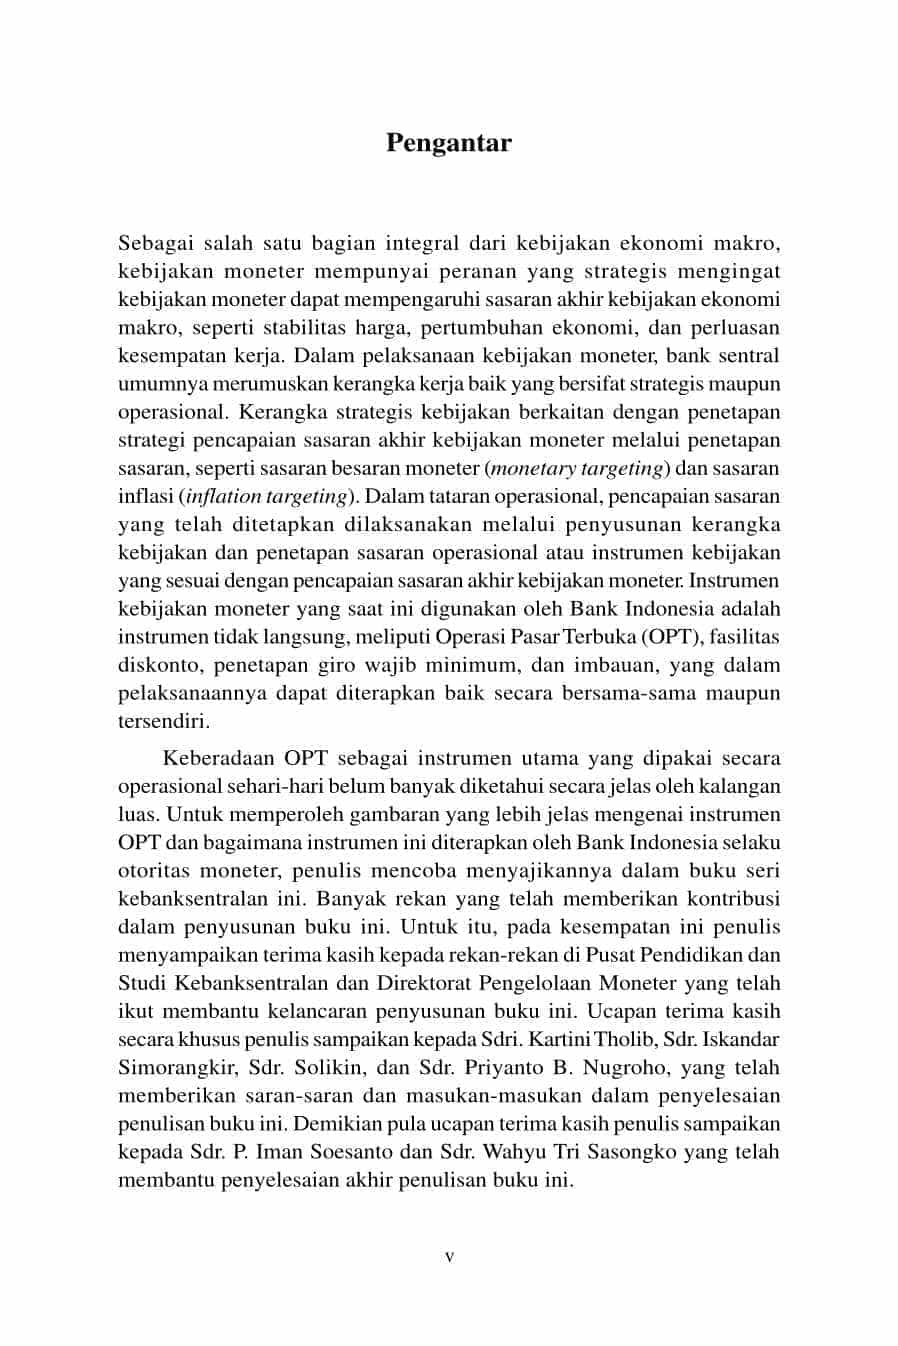 Pengantar
Sebagai salah satu bagian integral dari kebijakan ekonomi makro,
kebijakan moneter mempunyai peranan yang strategis mengingat
kebijakan moneter dapat mempengaruhi sasaran akhir kebijakan ekonomi
makro, seperti stabilitas harga, pertumbuhan ekonomi, dan perluasan
kesempatan kerja. Dalam pelaksanaan kebijakan moneter, bank sentral
umumnya merumuskan kerangka kerja baik yang bersifat strategis maupun
operasional. Kerangka strategis kebijakan berkaitan dengan penetapan
strategi pencapaian sasaran akhir kebijakan moneter melalui penetapan
sasaran, seperti sasaran besaran moneter (monetary targeting) dan sasaran
inflasi (inflation targeting). Dalam tataran operasional, pencapaian sasaran
yang telah ditetapkan dilaksanakan melalui penyusunan kerangka
kebijakan dan penetapan sasaran operasional atau instrumen kebijakan
yang sesuai dengan pencapaian sasaran akhir kebijakan moneter. Instrumen
kebijakan moneter yang saat ini digunakan oleh Bank Indonesia adalah
instrumen tidak langsung, meliputi Operasi Pasar Terbuka (OPT), fasilitas
diskonto, penetapan giro wajib minimum, dan imbauan, yang dalam
pelaksanaannya dapat diterapkan baik secara bersama-sama maupun
tersendiri.
Keberadaan OPT sebagai instrumen utama yang dipakai secara
operasional sehari-hari belum banyak diketahui secara jelas oleh kalangan
luas. Untuk memperoleh gambaran yang lebih jelas mengenai instrumen
OPT dan bagaimana instrumen ini diterapkan oleh Bank Indonesia selaku
otoritas moneter, penulis mencoba menyajikannya dalam buku seri
kebanksentralan ini. Banyak rekan yang telah memberikan kontribusi
dalam penyusunan buku ini. Untuk itu, pada kesempatan ini penulis
menyampaikan terima kasih kepada rekan-rekan di Pusat Pendidikan dan
Studi Kebanksentralan dan Direktorat Pengelolaan Moneter yang telah
ikut membantu kelancaran penyusunan buku ini. Ucapan terima kasih
secara khusus penulis sampaikan kepada Sdri. Kartini Tholib, Sdr. Iskandar
Simorangkir, Sdr. Solikin, dan Sdr. Priyanto B. Nugroho, yang telah
memberikan saran-saran dan masukan-masukan dalam penyelesaian
penulisan buku ini. Demikian pula ucapan terima kasih penulis sampaikan
kepada Sdr. P. Iman Soesanto dan Sdr. Wahyu Tri Sasongko yang telah
membantu penyelesaian akhir penulisan buku ini.
v